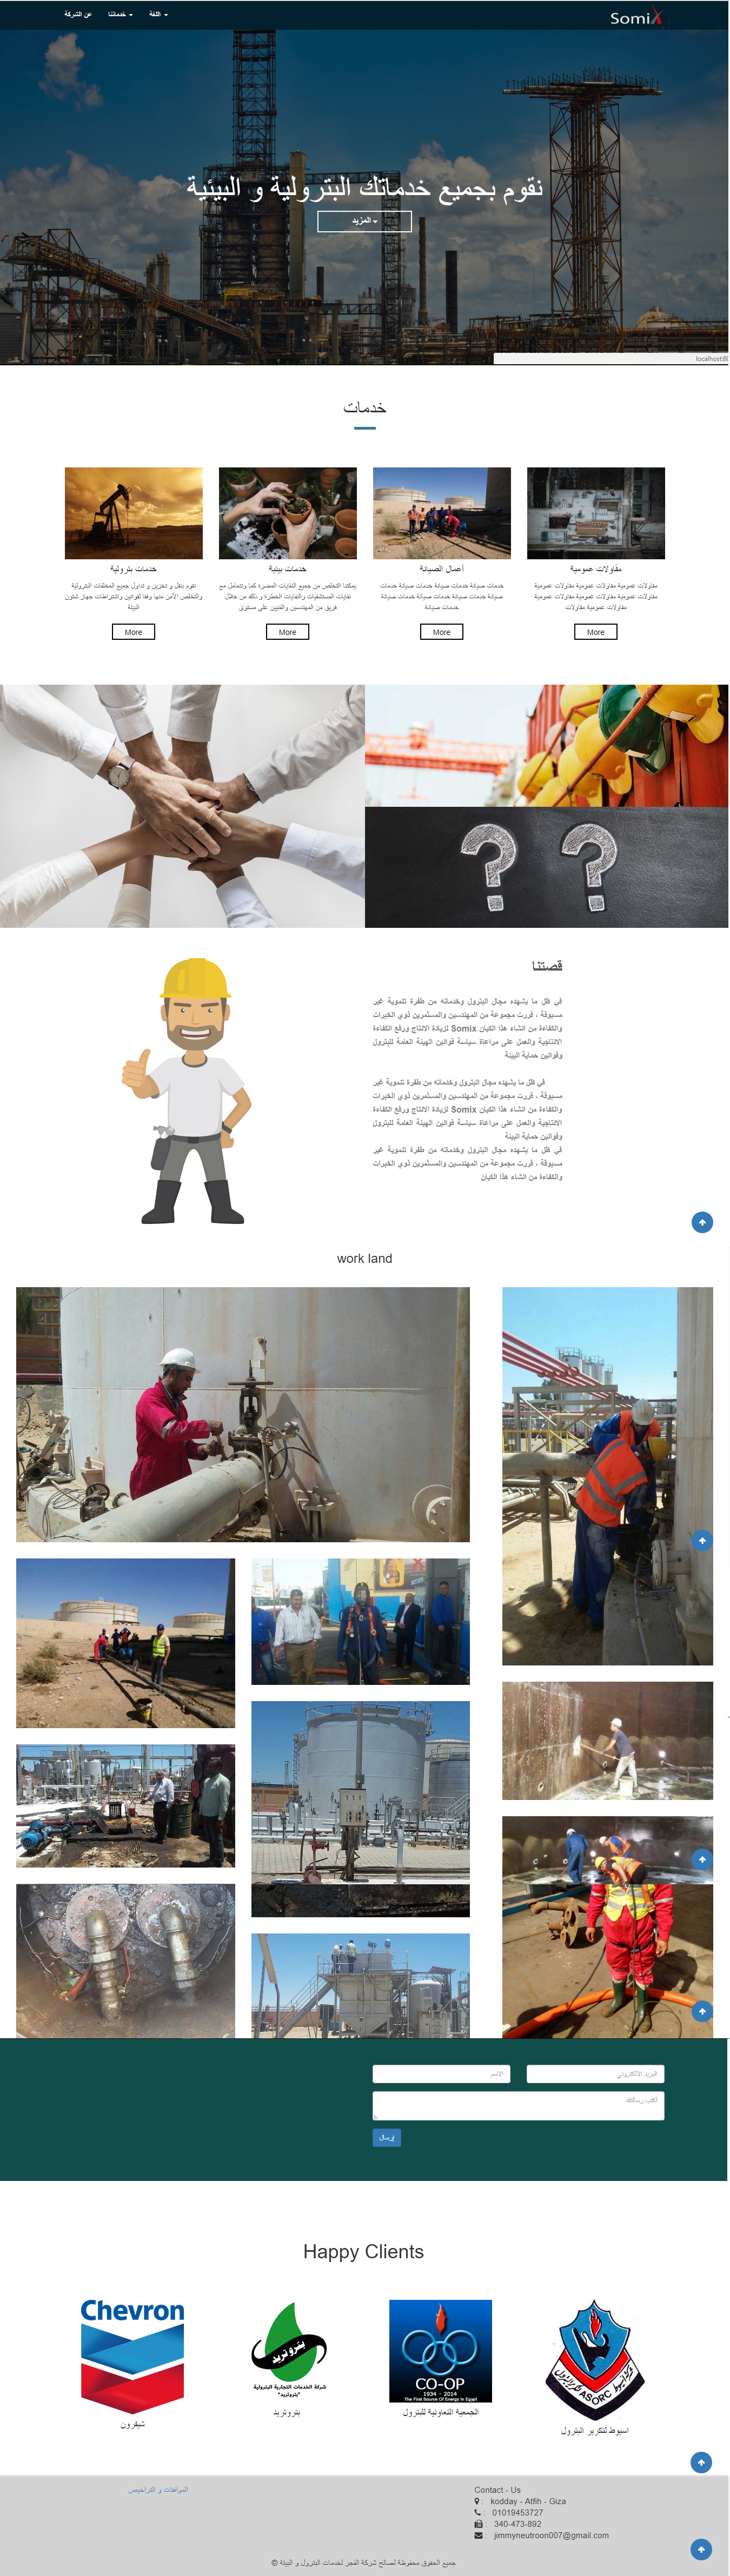 SomiX
اللغة
خدماتنا
عن الشركة
نقوم بجميع خدماتك البترولية و البيئية
المزيد
localhost:80
خدمات
مقاولات عمومية
مقاولات عمومية مقاولات عمومية مقاولات عمومية
مقاولات عمومية مقاولات عمومية مقاولات عمومية
مقاولات عمومية مقاولات
More
أعمال الصيانة
خدمات صيانة خدمات صيانة خدمات صيانة خدمات
صيانة خدمات صيانة خدمات صيانة خدمات صيانة
خدمات صيانة
More
خدمات بيئية
يمكننا التخلص من جميع النفايات المضرة كما ونتعامل مع
نفايات المستشفيات والنفايات الخطرة و ذلك من خلال
فريق من المهندسين والفنيين على مستوى
More
خدمات بترولية
نقوم بنقل و تخزين و تداول جميع المخلفات البترولية
والتخلص الأمن منها وفقا لقوانين واشتراطات جهاز شئون
البيئة
More
? ?
قصتنا
في ظل ما يشهده مجال البترول وخدماته من طفرة تنموية غير
مسبوقة ، قررت مجموعة من المهندسين والمستثمرين ذوي الخبرات
والكفاءة من انشاء هذا الكيان Somix لزيادة الانتاج ورفع الكفاءة
الانتاجية والعمل على مراعاة سياسة قوانين الهيئة العامة للبترول
وقوانين حماية البيئة
في ظل ما يشهده مجال البترول وخدماته من طفرة تنموية غير
مسبوقة ، قررت مجموعة من المهندسين والمستثمرين ذوي الخبرات
والكفاءة من انشاء هذا الكيان Somix لزيادة الانتاج ورفع الكفاءة
الانتاجية والعمل على مراعاة سياسة قوانين الهيئة العامة للبترول
وقوانين حماية البيئة
في ظل ما يشهده مجال البترول وخدماته من طفرة تنموية غير
مسبوقة ، قررت مجموعة من المهندسين والمستثمرين ذوي الخبرات
والكفاءة من انشاء هذا الكيان
work land
البريد الالكتروني
الاسم
اكتب رسالتك
إرسال
Happy Clients
ASORC
اسيوط لتكرير البترول
CO-OP
1934 - 2014
The First Source Of Energy In Egypt
الجمعية التعاونية للبترول
بتروتريد
شركة الخدمات التجارية البترولية
"بتروتريد"
بتروتريد
Chevron
شيفرون
Contact - Us
: kodday - Atfih - Giza
: 01019453727
: 340-473-892
: jimmyneutroon007@gmail.com
الموافقات و التراخيص
جميع الحقوق محفوظة لصالح شركة الفجر لخدمات البترول و البيئة ©